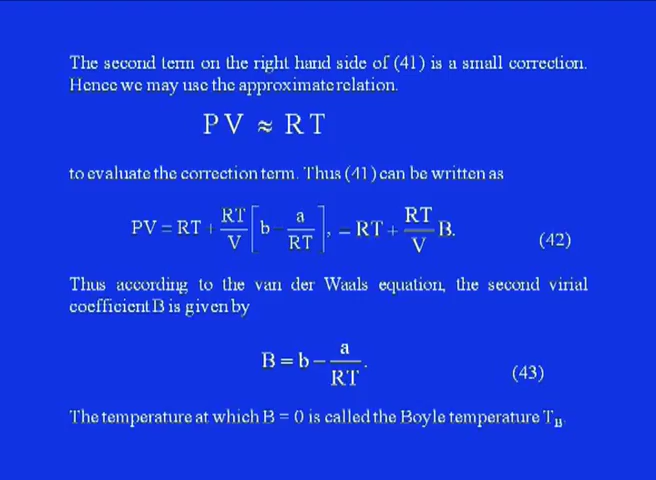 The second term on the right hand side of (41) is a small correction.
Hence we may use the approximate relation.
PV ≈ RT
to evaluate the correction term. Thus (41) can be written as
PV = RT + RT/V [b - a/RT], = RT + RT/V B. (42)
Thus according to the van der Waals equation, the second virial
coefficient B is given by
B = b − a/RT. (43)
The temperature at which B = 0 is called the Boyle temperature T_B.